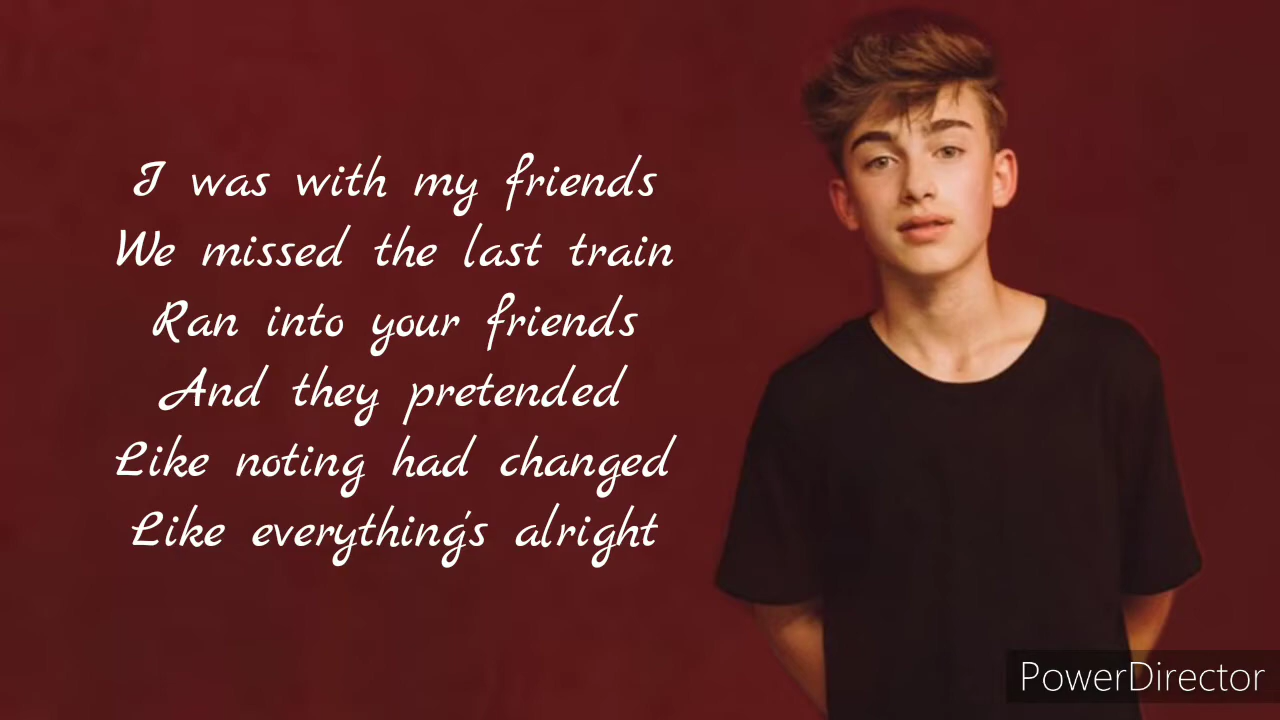 I was with my friends
We missed the last train
Ran into your friends
And they pretended
Like noting had changed
Like everything's alright
PowerDirector